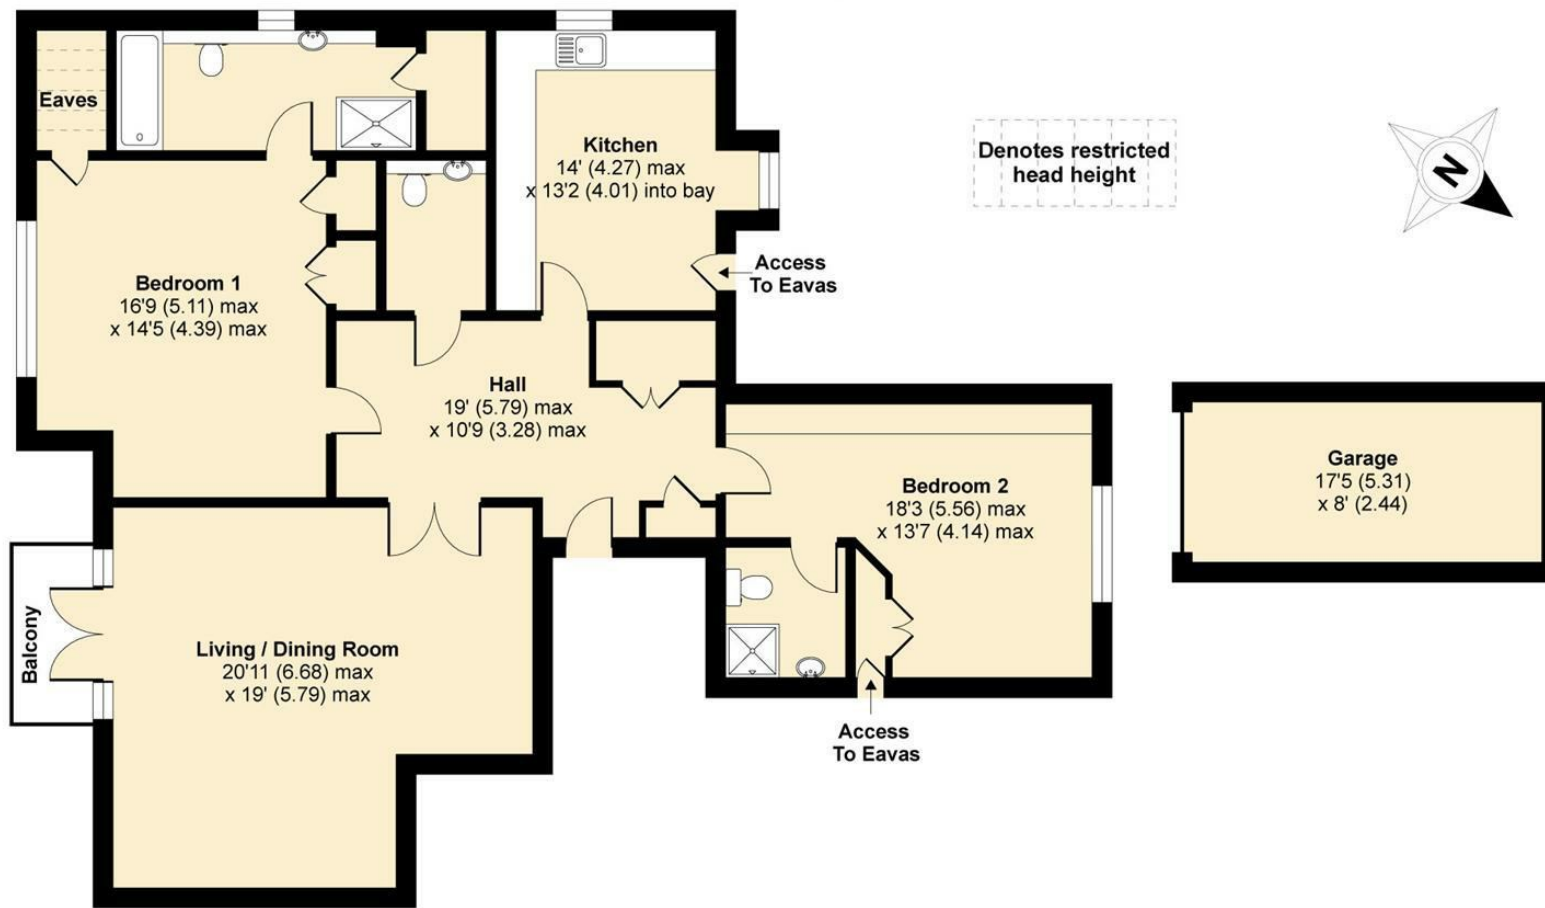 Eaves
Kitchen
14' (4.27) max
x 13'2 (4.01) into bay
Denotes restricted
head height
N
Access
To Eavas
Bedroom 1
16'9 (5.11) max
x 14'5 (4.39) max
Hall
19' (5.79) max
x 10'9 (3.28) max
Bedroom 2
18'3 (5.56) max
x 13'7 (4.14) max
Garage
17'5 (5.31)
x 8' (2.44)
Balcony
Living / Dining Room
20'11 (6.68) max
x 19' (5.79) max
Access
To Eavas